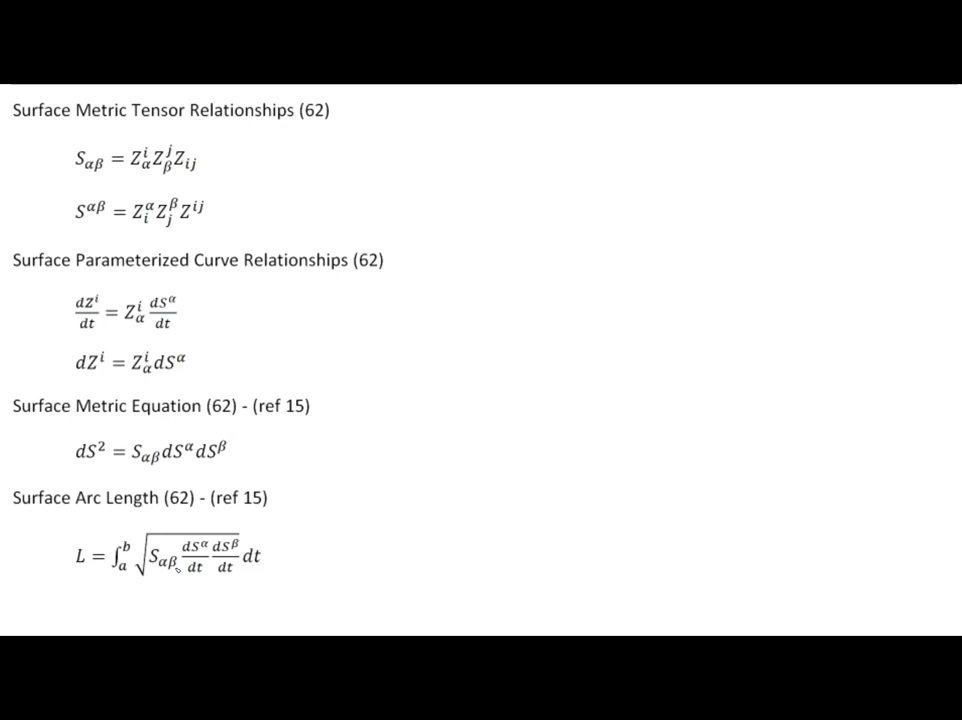 Surface Metric Tensor Relationships (62)
S_{αβ} = Z^i_α Z^j_β Z_{ij}
S^{αβ} = Z^α_i Z^β_j Z^{ij}
Surface Parameterized Curve Relationships (62)
dZ^i/dt = Z^i_α dS^α/dt
dZ^i = Z^i_α dS^α
Surface Metric Equation (62) - (ref 15)
dS^2 = S_{αβ} dS^α dS^β
Surface Arc Length (62) - (ref 15)
L = ∫_a^b √(S_{αβ} dS^α/dt dS^β/dt) dt